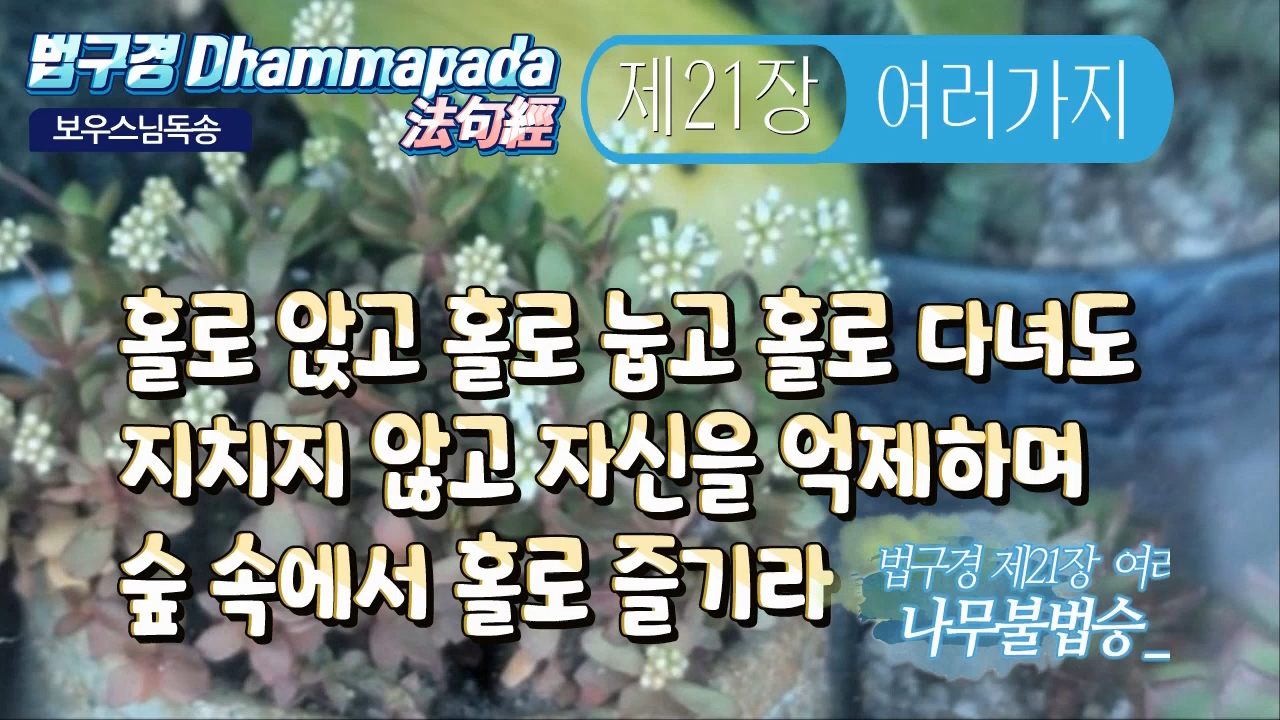 법구경 Dhammapada
法句經
보우스님독송
제21장 여러가지
홀로 앉고 홀로 눕고 홀로 다녀도
지치지 않고 자신을 억제하며
숲 속에서 홀로 즐기라
법구경 제21장 여러
나무불법승_